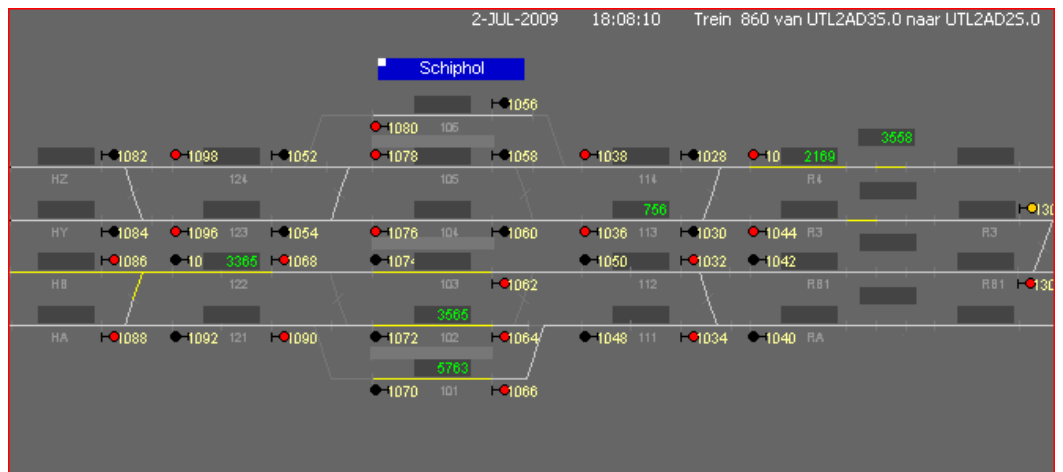 2-JUL-2009 18:08:10 Trein 860 van UTL2AD3S.0 naar UTL2AD2S.0
Schiphol
1056
1080 106
3558
1082 1098 1052 1078 1058 1038 1028 10 2169
HZ 124 105 114 R4
756
130
HY 1084 1096 123 1054 1076 104 1060 1036 113 1030 1044 R3 R3
1086 10 3365 1068 1074 1050 1032 1042
HB 122 103 1062 112 RB1 RB1 130
3565
HA 1088 1092 121 1090 1072 102 1064 1048 111 1034 1040 RA
5763
1070 101 1066